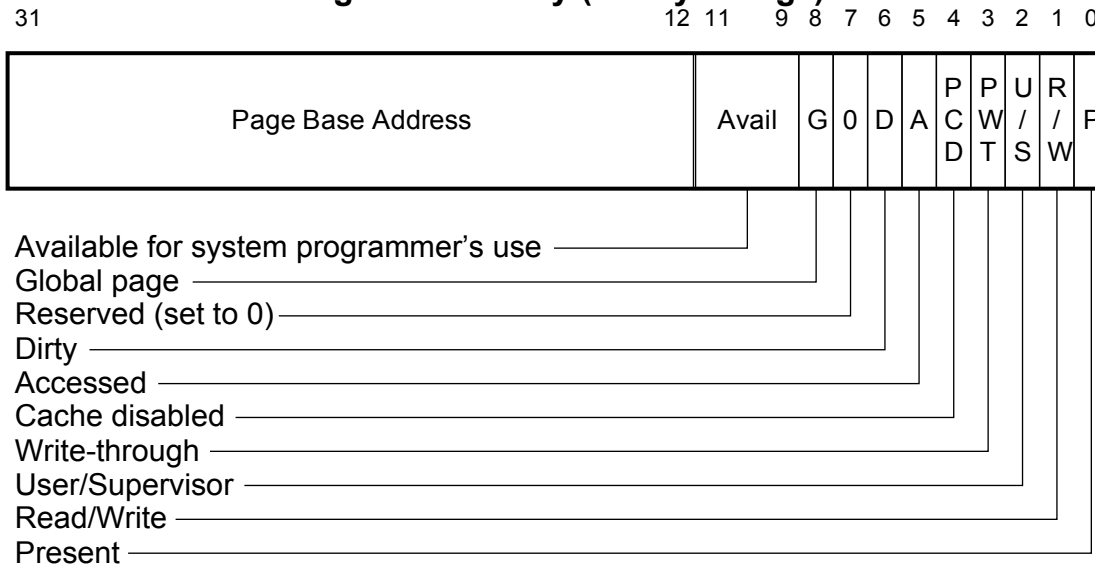 31 12 11 9 8 7 6 5 4 3 2 1 0
Page Base Address Avail G 0 D A PCD PWT U/S R/W P
Available for system programmer’s use
Global page
Reserved (set to 0)
Dirty
Accessed
Cache disabled
Write-through
User/Supervisor
Read/Write
Present